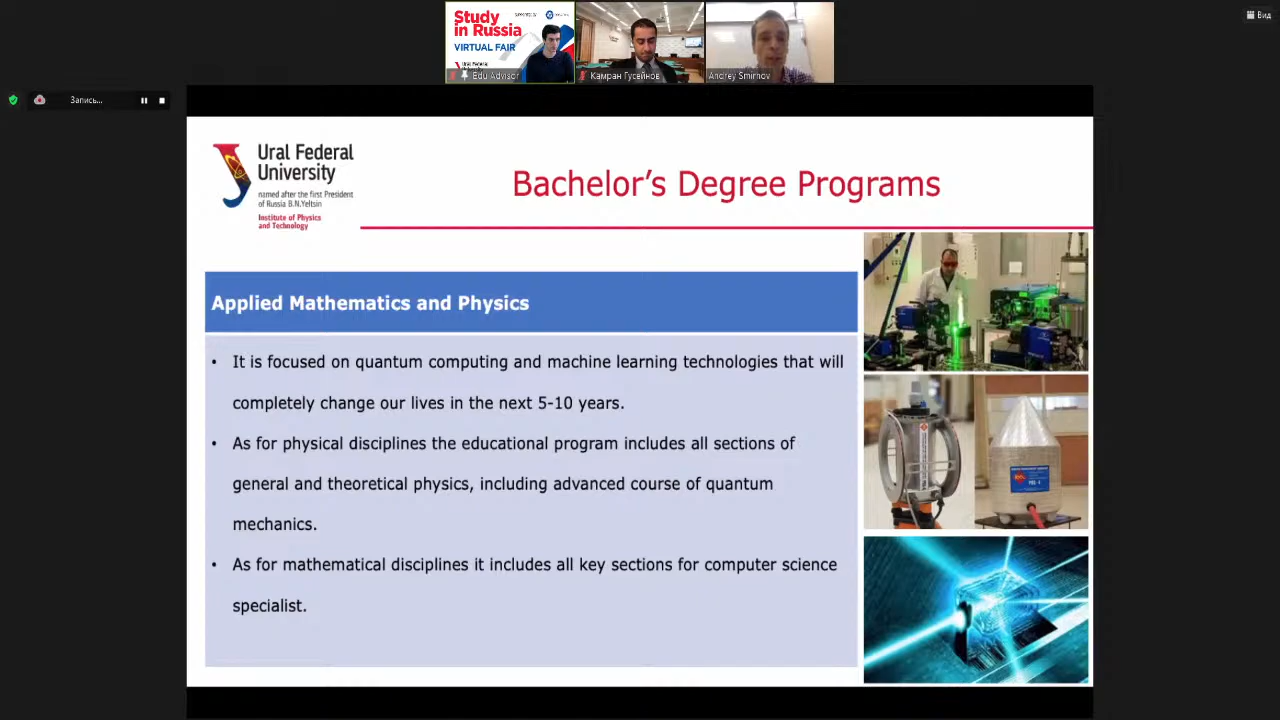 Study
in Russia
VIRTUAL FAIR
Edu Advisor
Камран Гусейнов
Andrey Smirnov
Вид
Запись...
Ural Federal
University
named after the first President
of Russia B.N.Yeltsin
Institute of Physics
and Technology
Bachelor's Degree Programs
Applied Mathematics and Physics
• It is focused on quantum computing and machine learning technologies that will
completely change our lives in the next 5-10 years.
• As for physical disciplines the educational program includes all sections of
general and theoretical physics, including advanced course of quantum
mechanics.
• As for mathematical disciplines it includes all key sections for computer science
specialist.